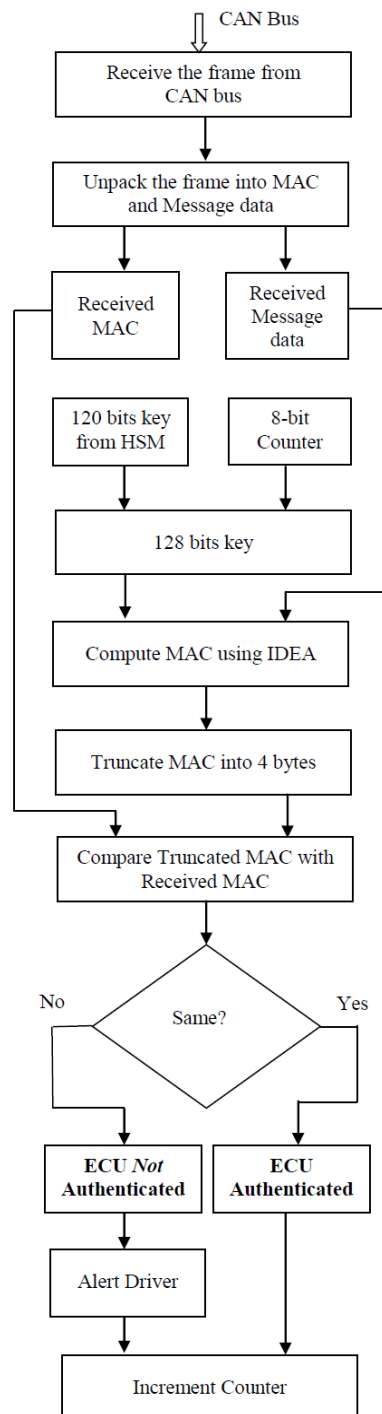 CAN Bus
Receive the frame from
CAN bus
Unpack the frame into MAC
and Message data
Received
MAC
Received
Message
data
120 bits key
from HSM
8-bit
Counter
128 bits key
Compute MAC using IDEA
Truncate MAC into 4 bytes
Compare Truncated MAC with
Received MAC
No
Yes
Same?
ECU Not
Authenticated
ECU
Authenticated
Alert Driver
Increment Counter